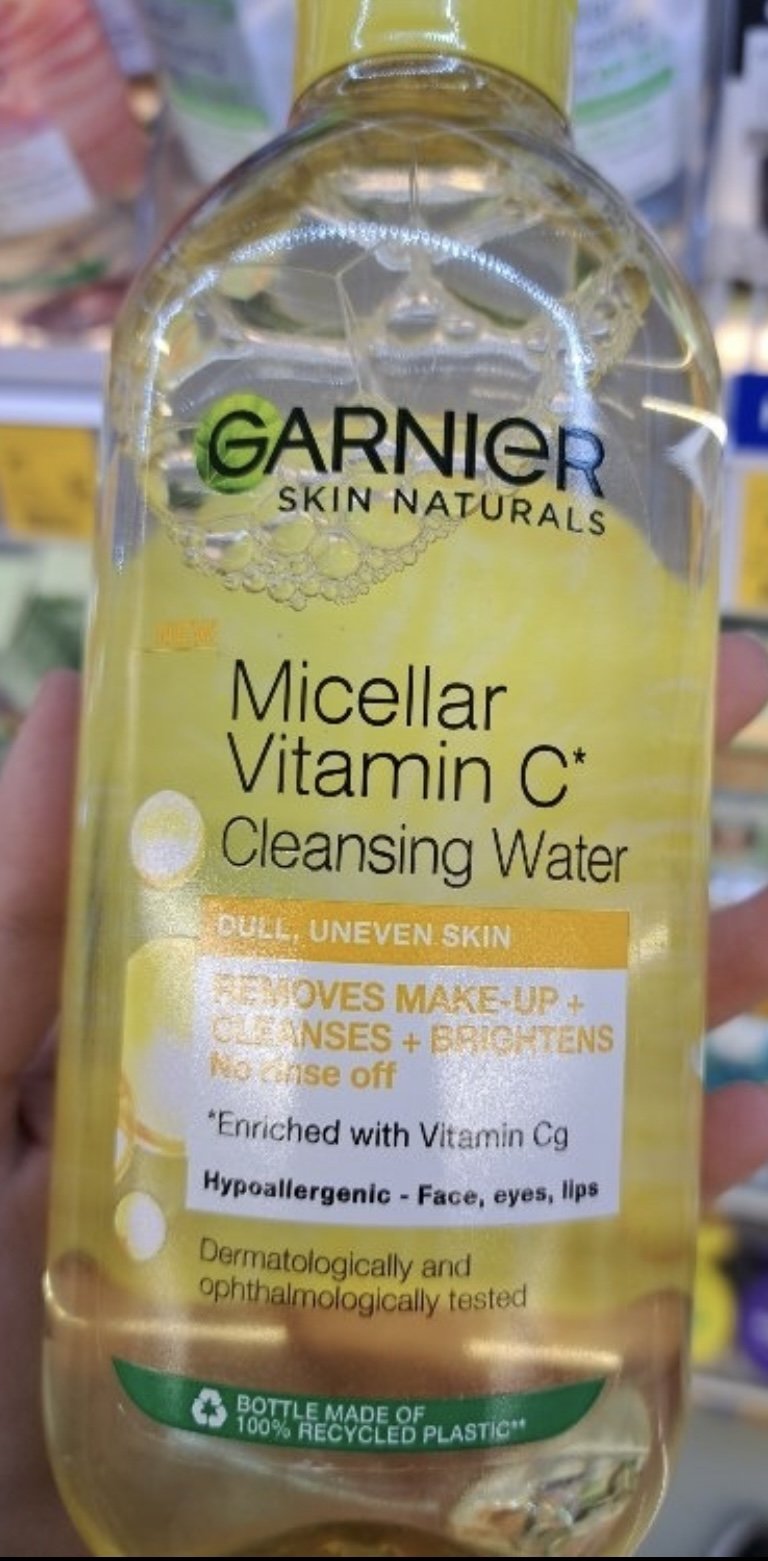 GARNIER
SKIN NATURALS
NEW
Micellar
Vitamin C*
Cleansing Water
DULL, UNEVEN SKIN
REMOVES MAKE-UP +
CLEANSES + BRIGHTENS
No rinse off
*Enriched with Vitamin Cg
Hypoallergenic - Face, eyes, lips
Dermatologically and
ophthalmologically tested
BOTTLE MADE OF
100% RECYCLED PLASTIC**